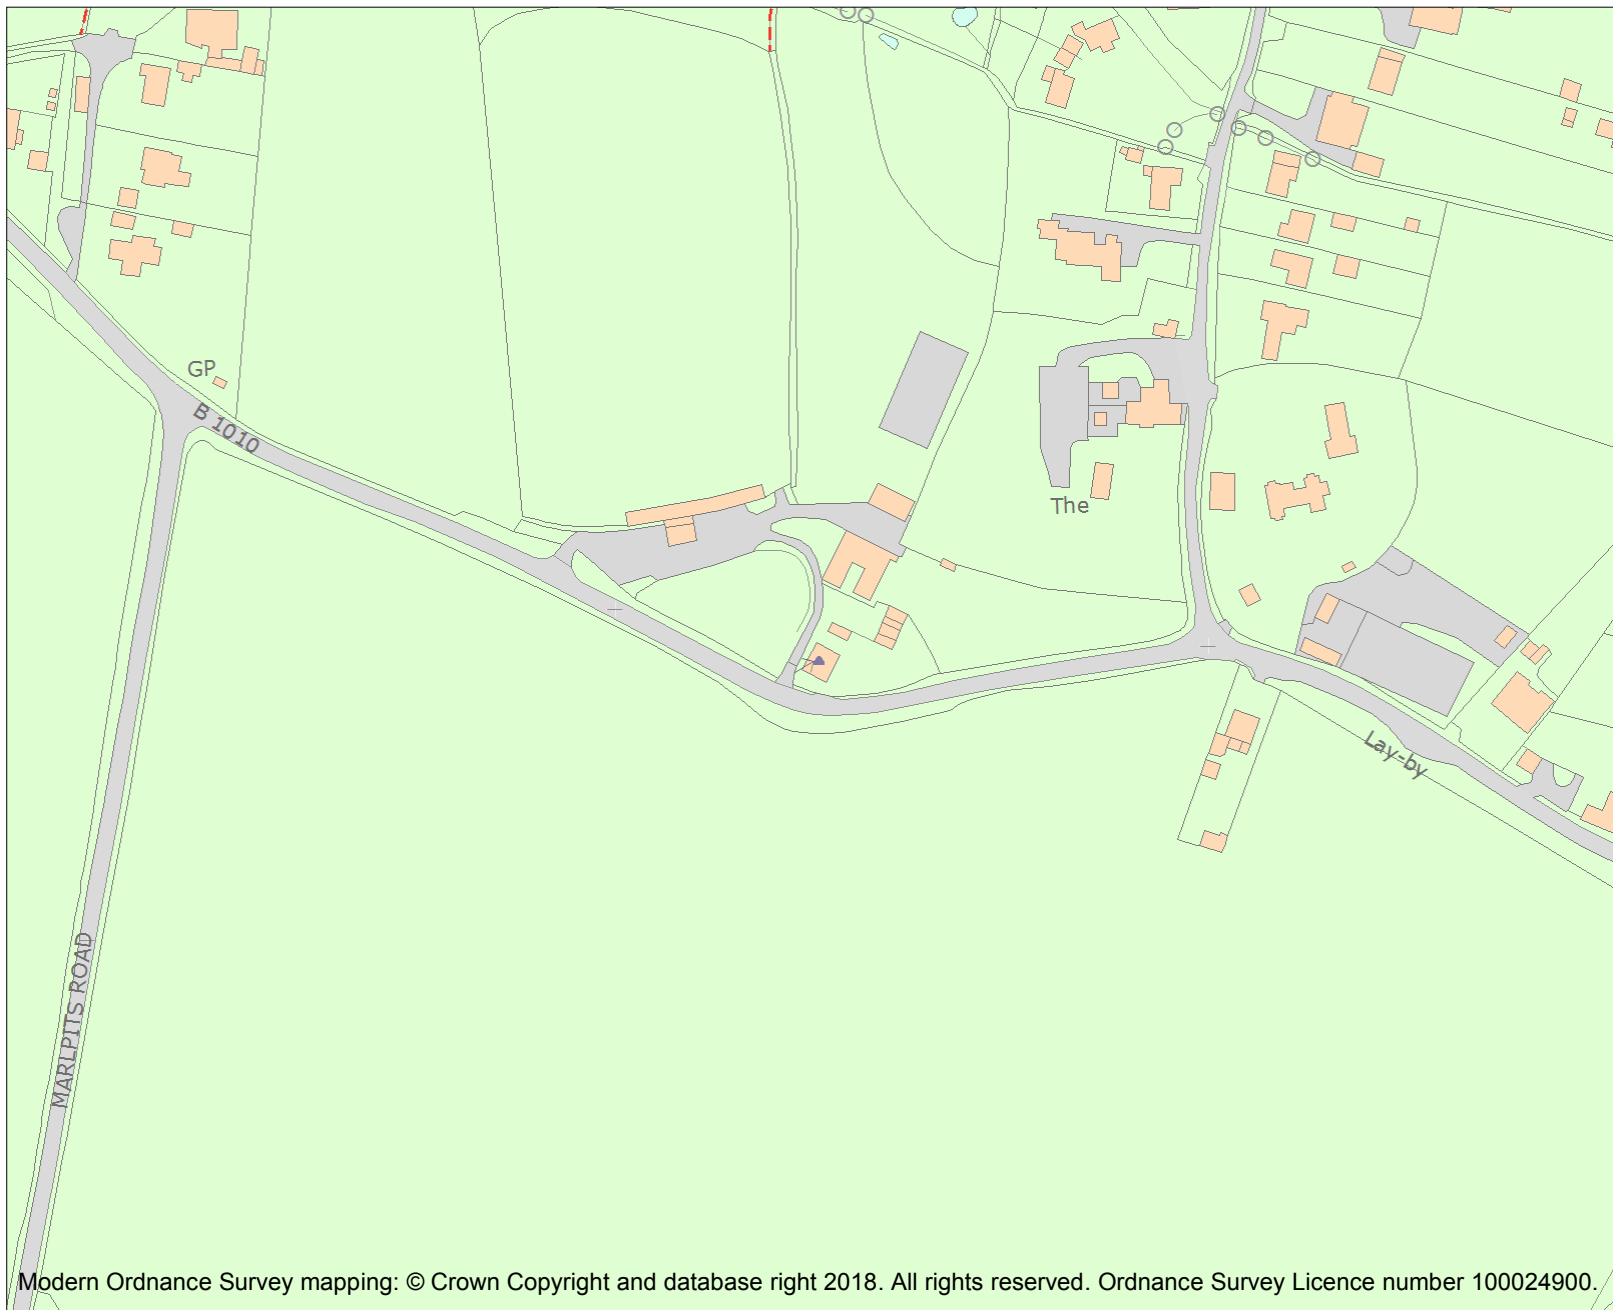 GP
B 1010
The
Lay-by
MARLPITS ROAD
Modern Ordnance Survey mapping: © Crown Copyright and database right 2018. All rights reserved. Ordnance Survey Licence number 100024900.